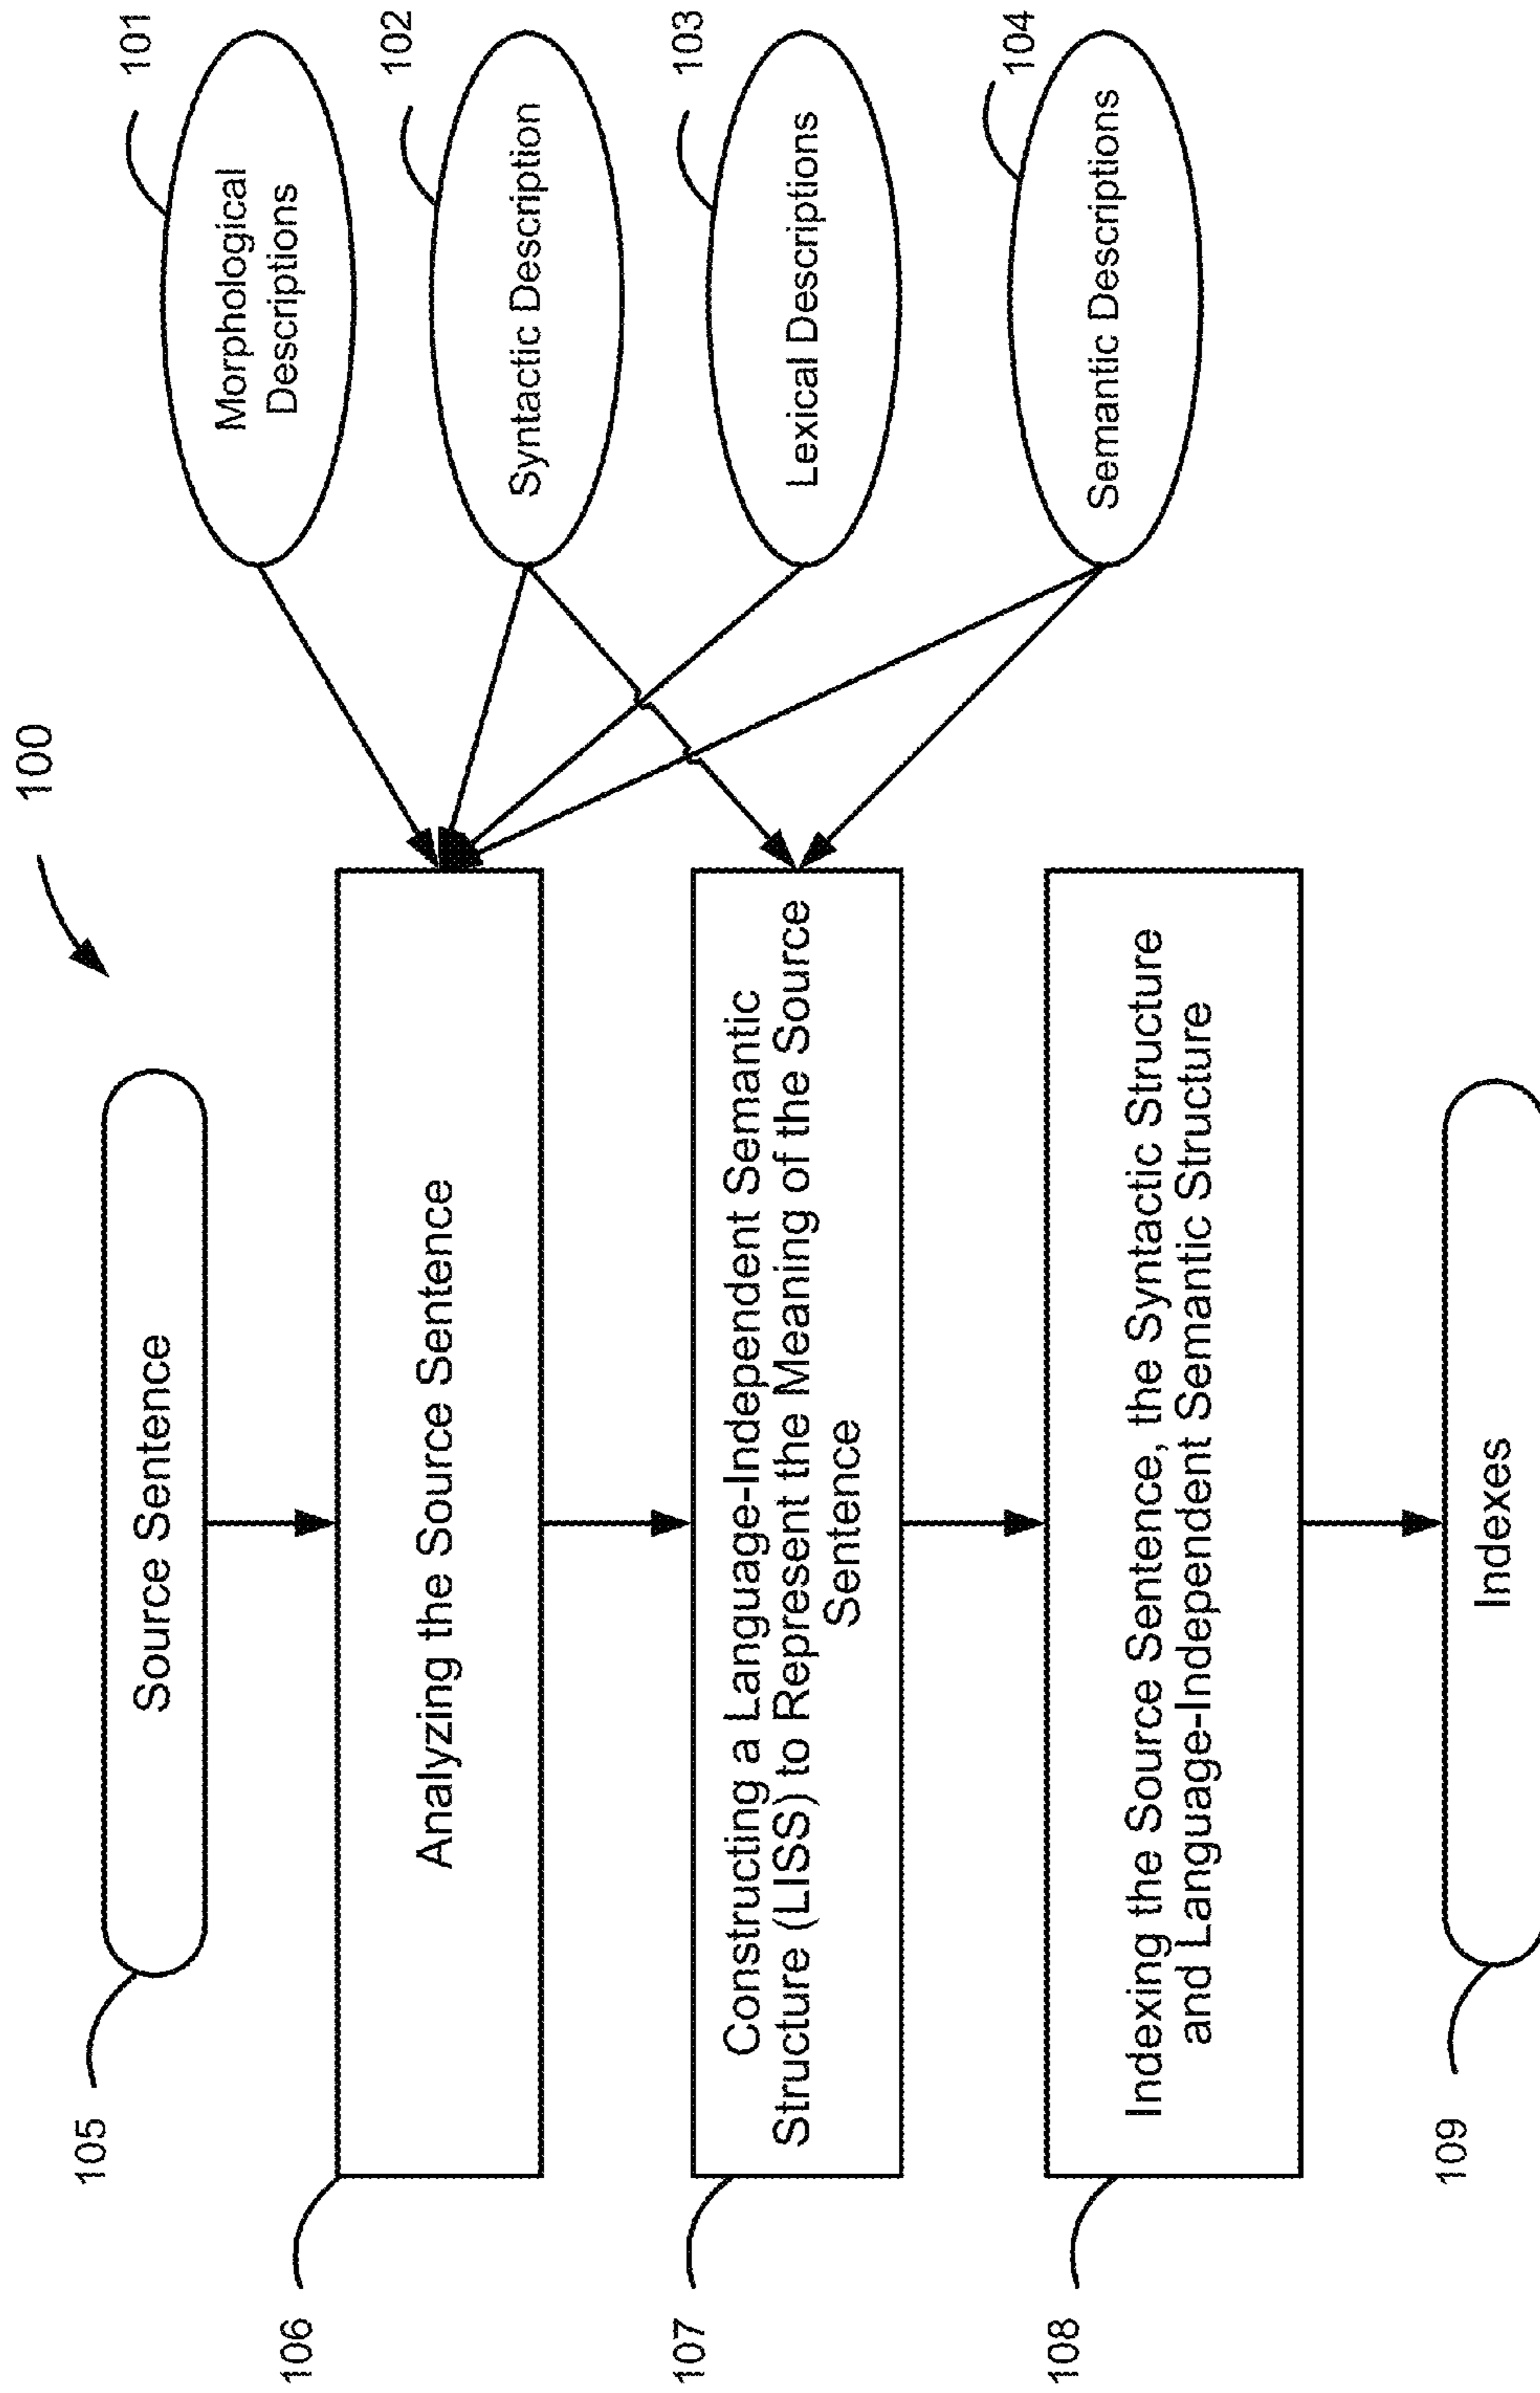 100
105
Source Sentence
106
Analyzing the Source Sentence
107
Constructing a Language-Independent Semantic
Structure (LISS) to Represent the Meaning of the Source
Sentence
108
Indexing the Source Sentence, the Syntactic Structure
and Language-Independent Semantic Structure
109
Indexes
101
Morphological
Descriptions
102
Syntactic Description
103
Lexical Descriptions
104
Semantic Descriptions